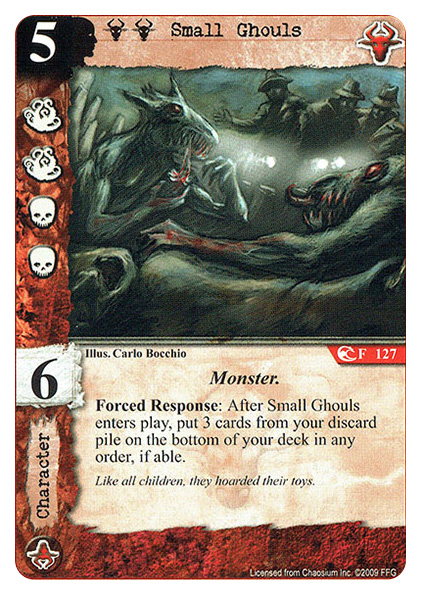 5
Small Ghouls
Illus. Carlo Bocchio
F 127
6
Monster.
Forced Response: After Small Ghouls
enters play, put 3 cards from your discard
pile on the bottom of your deck in any
order, if able.
Like all children, they hoarded their toys.
Character
Licensed from Chaosium Inc. ©2009 FFG